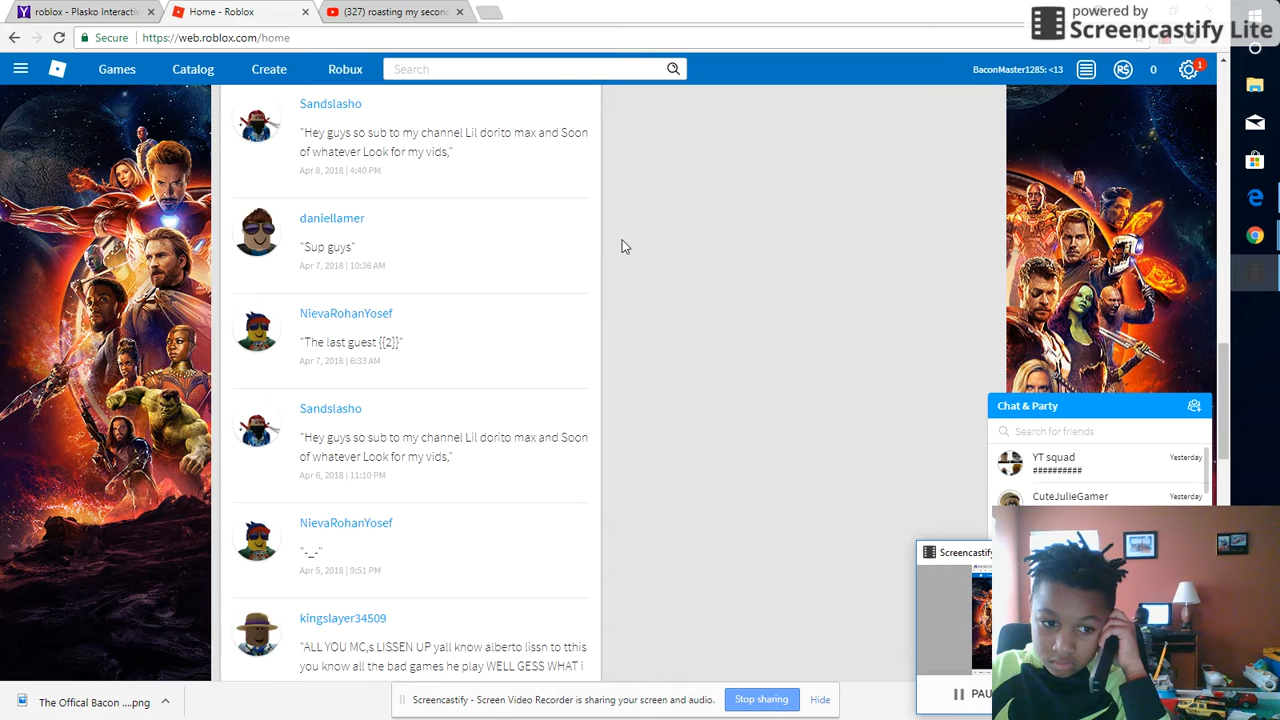 powered by
Screencastify Lite
roblox - Plasko Interactiv
Home - Roblox
(327) roasting my second
Secure
https://web.roblox.com/home
Games
Catalog
Create
Robux
Search
BaconMaster1285: <13
R$
0
1
Sandslasho
"Hey guys so sub to my channel Lil dorito max and Soon
of whatever Look for my vids,"
Apr 8, 2018 | 4:40 PM
daniellamer
"Sup guys"
Apr 7, 2018 | 10:36 AM
NievaRohanYosef
"The last guest {{2}}"
Apr 7, 2018 | 6:33 AM
Sandslasho
"Hey guys so sub to my channel Lil dorito max and Soon
of whatever Look for my vids,"
Apr 6, 2018 | 11:10 PM
NievaRohanYosef
"-_-"
Apr 5, 2018 | 9:51 PM
kingslayer34509
"ALL YOU MC,s LISSEN UP yall know alberto lissn to tthis
you know all the bad games he play WELL GESS WHAT i
Chat & Party
Search for friends
YT squad
Yesterday
##########
CuteJulieGamer
Yesterday
Screencastify
PAU
The Offical Bacon ....png
Screencastify - Screen Video Recorder is sharing your screen and audio.
Stop sharing
Hide